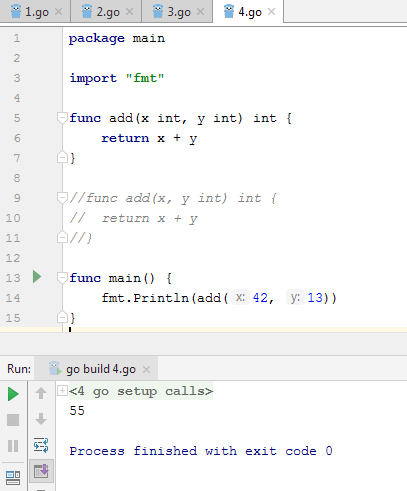 1.go 2.go 3.go 4.go
1 package main
2
3 import "fmt"
4
5 func add(x int, y int) int {
6     return x + y
7 }
8
9 //func add(x, y int) int {
10 //  return x + y
11 //}
12
13 func main() {
14     fmt.Println(add( x: 42,  y: 13))
15 }
Run: go build 4.go
<4 go setup calls>
55
Process finished with exit code 0